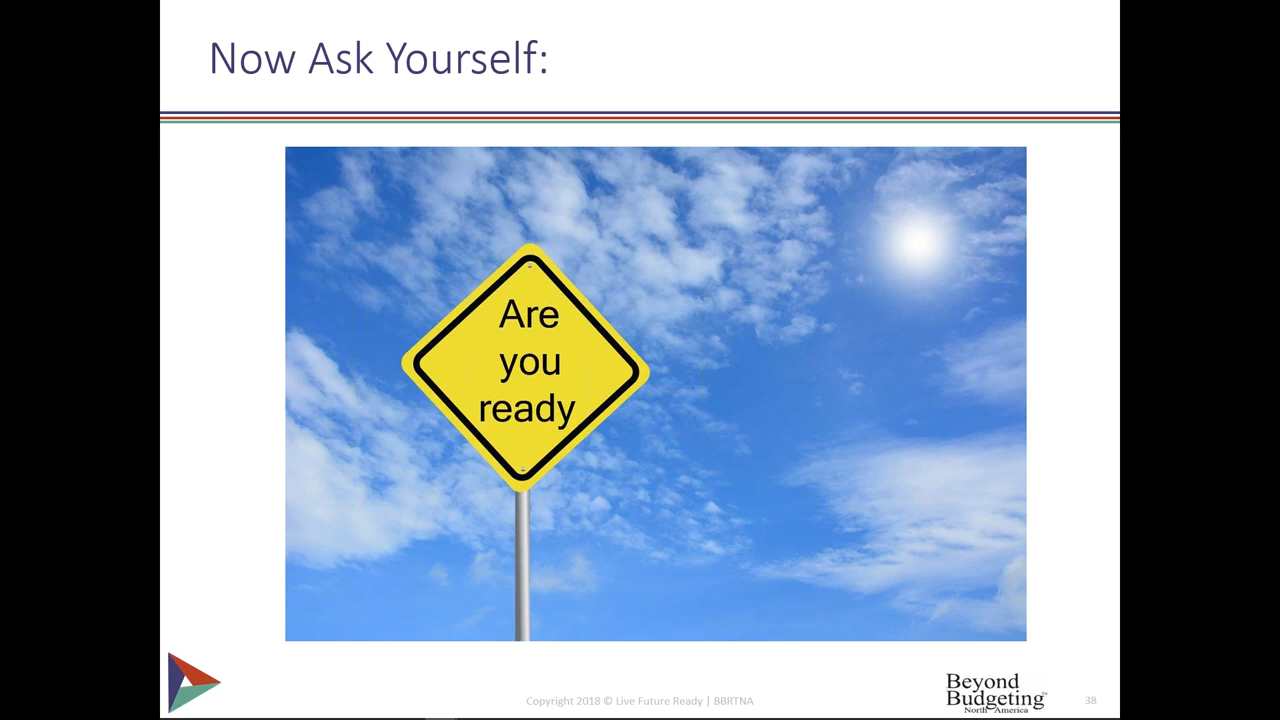 Now Ask Yourself:
Are
you
ready
Copyright 2018 © Live Future Ready | BBRTNA
Beyond
Budgeting
North America
38